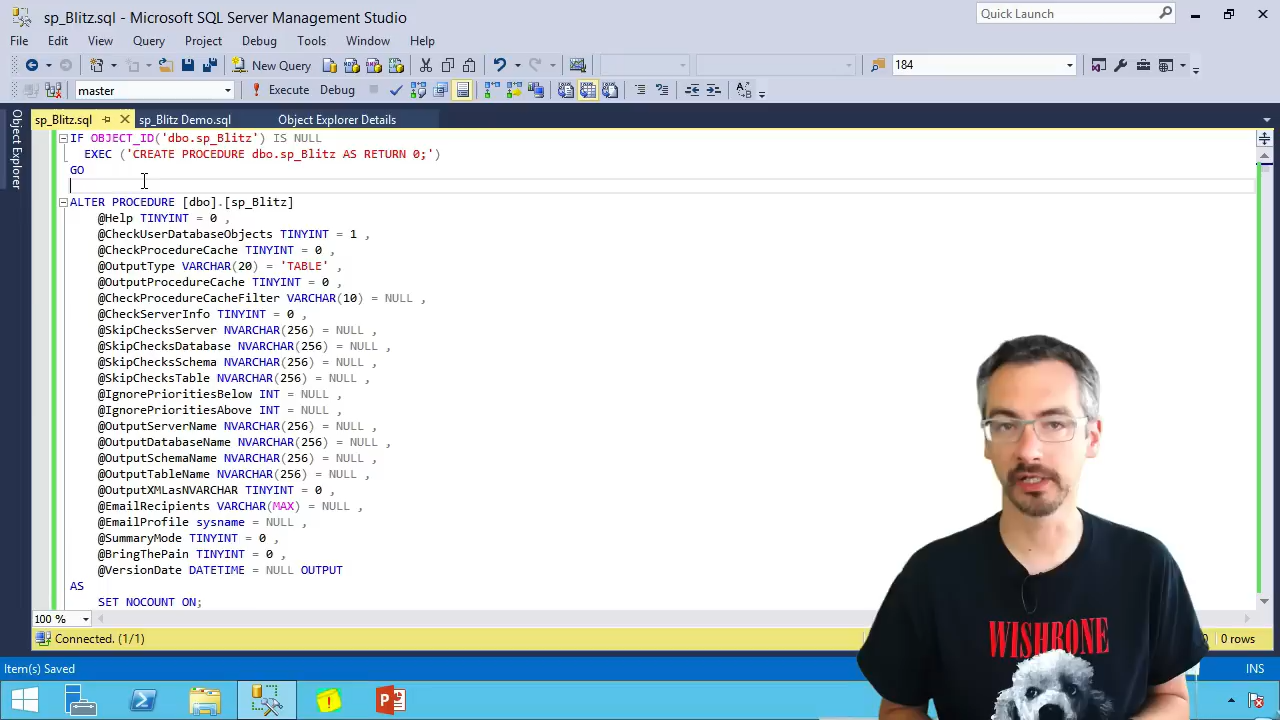 sp_Blitz.sql - Microsoft SQL Server Management Studio
Quick Launch
File Edit View Query Project Debug Tools Window Help
New Query
184
master
Execute Debug
sp_Blitz.sql
sp_Blitz Demo.sql
Object Explorer Details
Object Explorer
IF OBJECT_ID('dbo.sp_Blitz') IS NULL
EXEC ('CREATE PROCEDURE dbo.sp_Blitz AS RETURN 0;')
GO
ALTER PROCEDURE [dbo].[sp_Blitz]
@Help TINYINT = 0 ,
@CheckUserDatabaseObjects TINYINT = 1 ,
@CheckProcedureCache TINYINT = 0 ,
@OutputType VARCHAR(20) = 'TABLE' ,
@OutputProcedureCache TINYINT = 0 ,
@CheckProcedureCacheFilter VARCHAR(10) = NULL ,
@CheckServerInfo TINYINT = 0 ,
@SkipChecksServer NVARCHAR(256) = NULL ,
@SkipChecksDatabase NVARCHAR(256) = NULL ,
@SkipChecksSchema NVARCHAR(256) = NULL ,
@SkipChecksTable NVARCHAR(256) = NULL ,
@IgnorePrioritiesBelow INT = NULL ,
@IgnorePrioritiesAbove INT = NULL ,
@OutputServerName NVARCHAR(256) = NULL ,
@OutputDatabaseName NVARCHAR(256) = NULL ,
@OutputSchemaName NVARCHAR(256) = NULL ,
@OutputTableName NVARCHAR(256) = NULL ,
@OutputXMLasNVARCHAR TINYINT = 0 ,
@EmailRecipients VARCHAR(MAX) = NULL ,
@EmailProfile sysname = NULL ,
@SummaryMode TINYINT = 0 ,
@BringThePain TINYINT = 0 ,
@VersionDate DATETIME = NULL OUTPUT
AS
SET NOCOUNT ON;
100 %
Connected. (1/1)
0 rows
Item(s) Saved
INS
WISHBONE